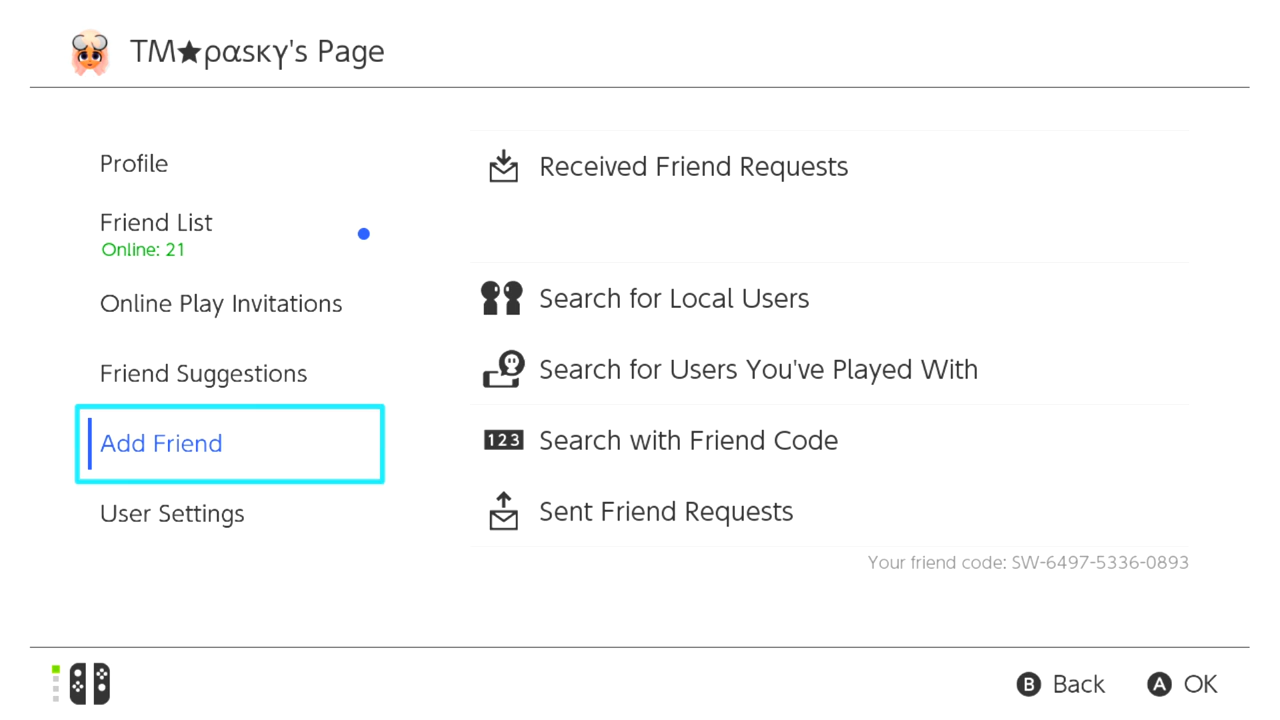 TM★ραsκγ's Page
Profile
Friend List
Online: 21
Online Play Invitations
Friend Suggestions
Add Friend
User Settings
Received Friend Requests
Search for Local Users
Search for Users You've Played With
123 Search with Friend Code
Sent Friend Requests
Your friend code: SW-6497-5336-0893
B Back
A OK